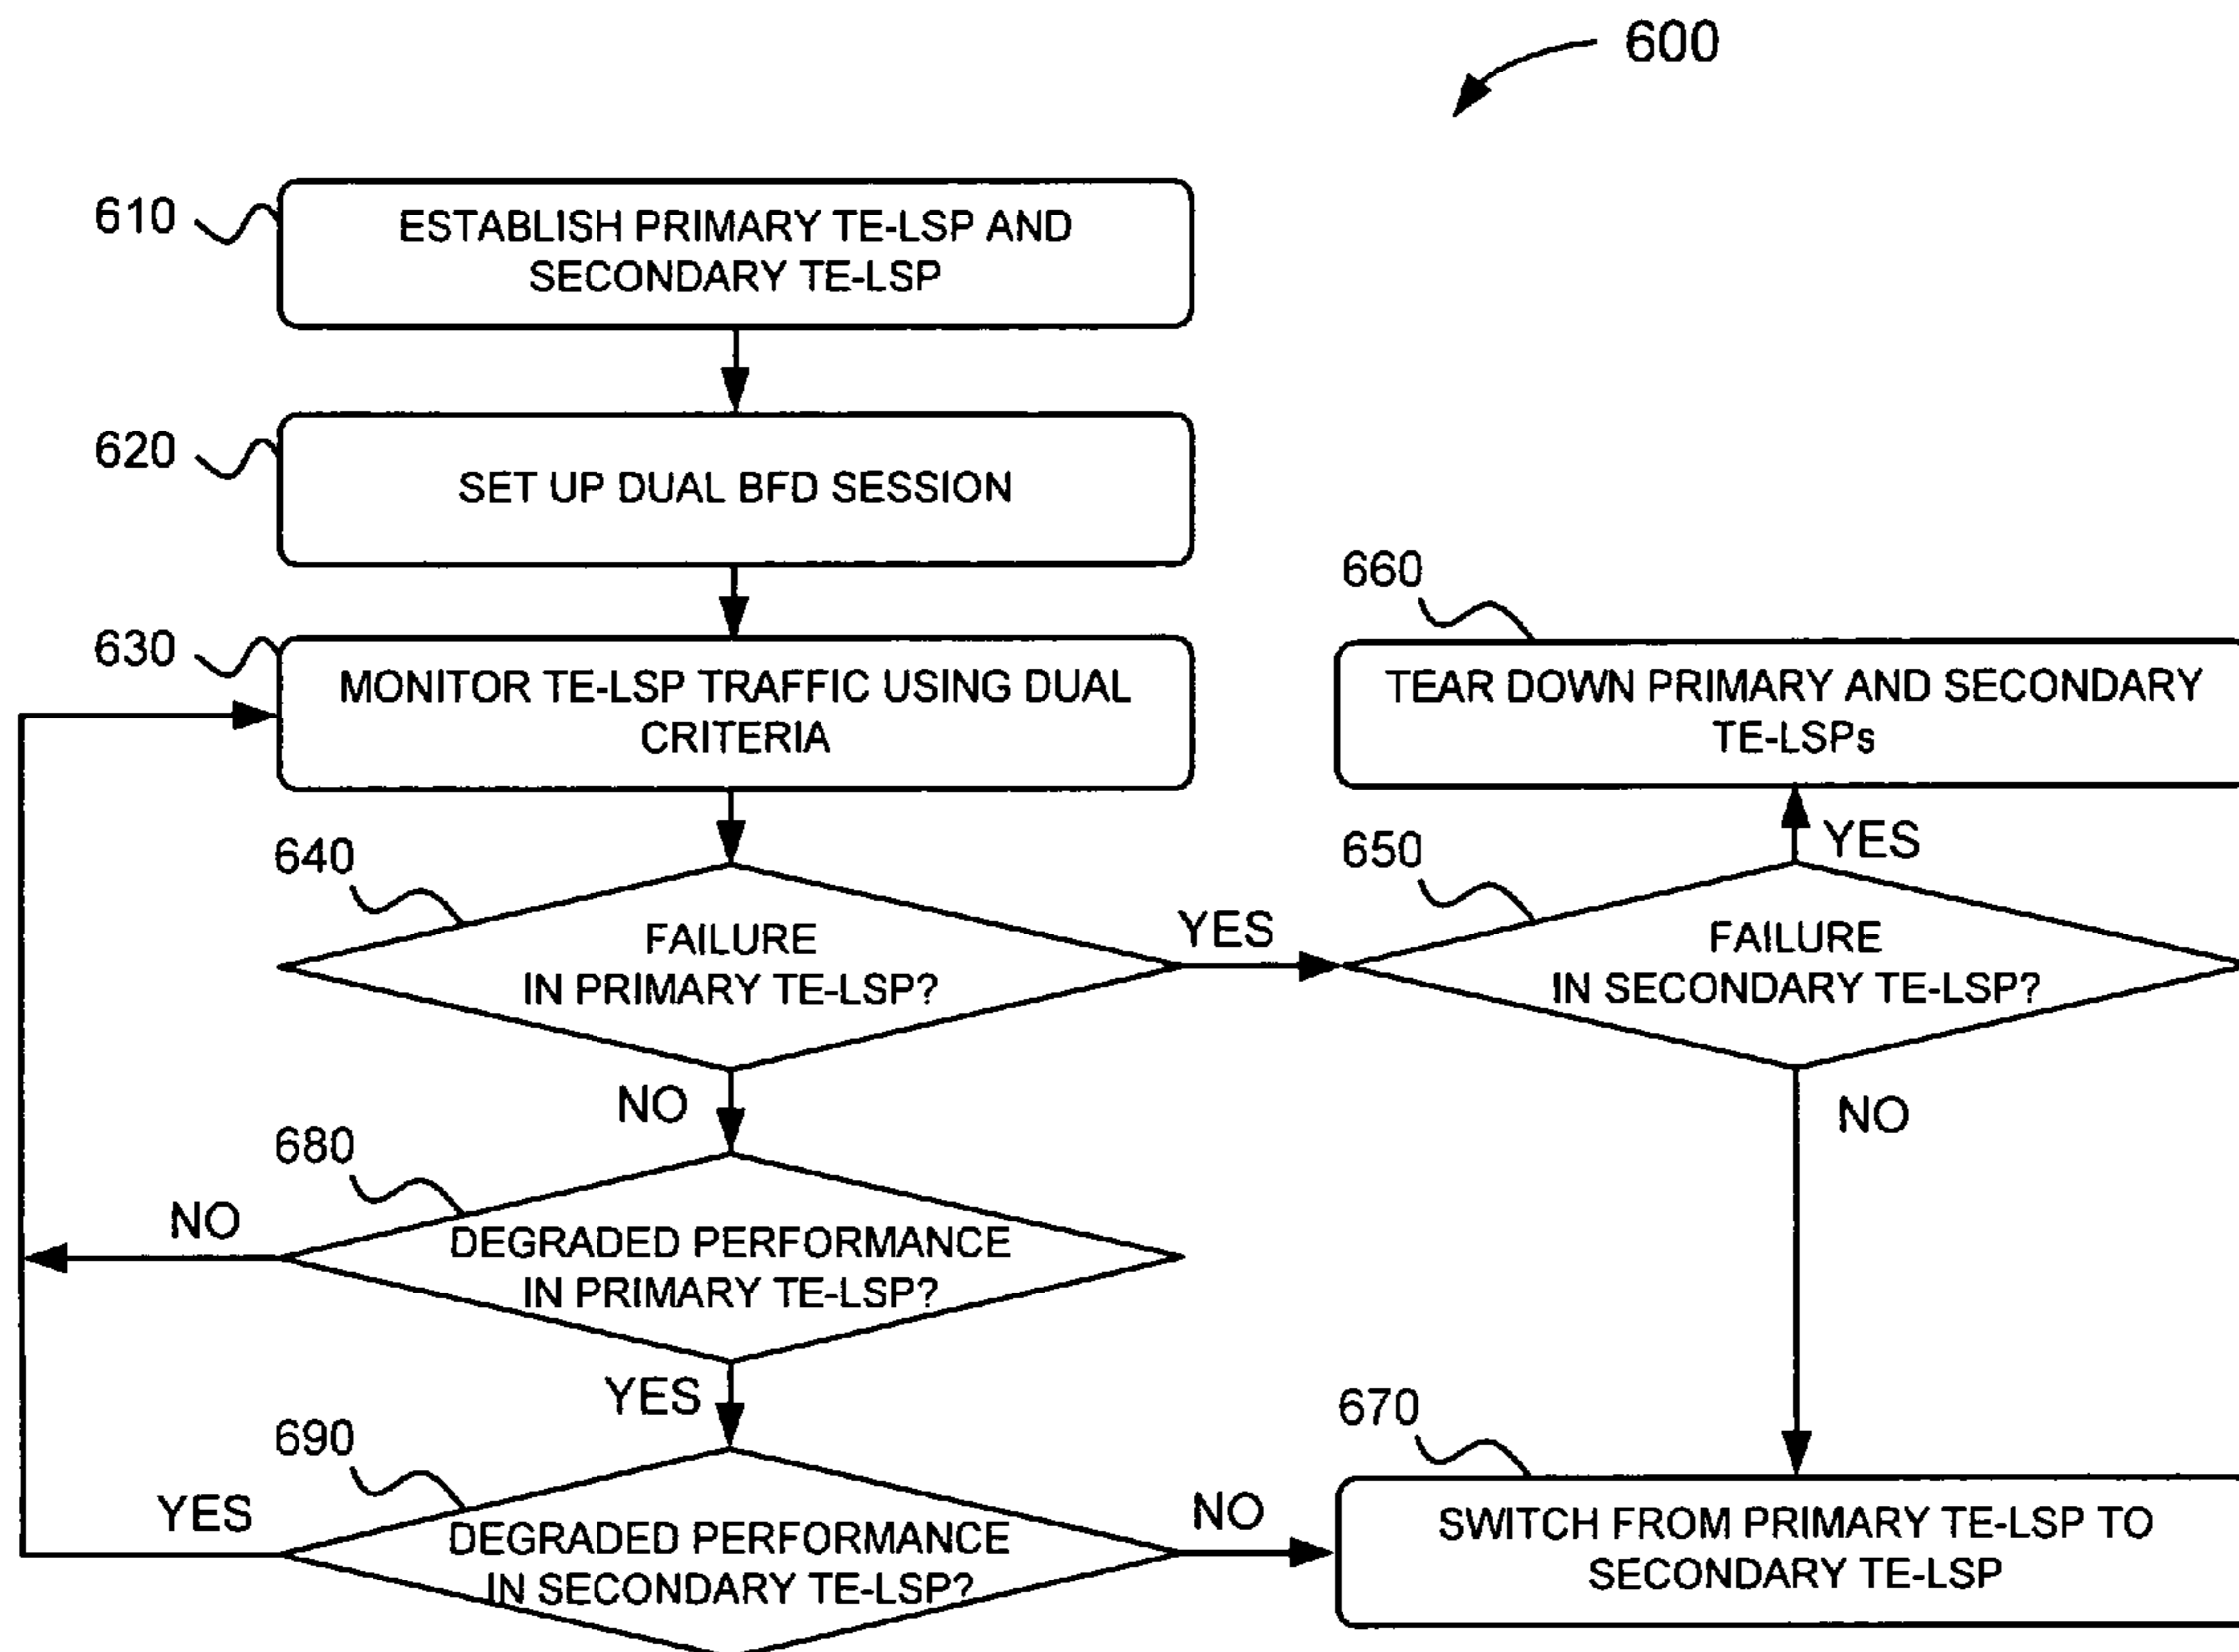 600
610
ESTABLISH PRIMARY TE-LSP AND
SECONDARY TE-LSP
620
SET UP DUAL BFD SESSION
630
MONITOR TE-LSP TRAFFIC USING DUAL
CRITERIA
660
TEAR DOWN PRIMARY AND SECONDARY
TE-LSPs
640
FAILURE
IN PRIMARY TE-LSP?
YES
650
YES
FAILURE
IN SECONDARY TE-LSP?
NO
NO
680
NO
DEGRADED PERFORMANCE
IN PRIMARY TE-LSP?
YES
690
YES
DEGRADED PERFORMANCE
IN SECONDARY TE-LSP?
NO
670
SWITCH FROM PRIMARY TE-LSP TO
SECONDARY TE-LSP